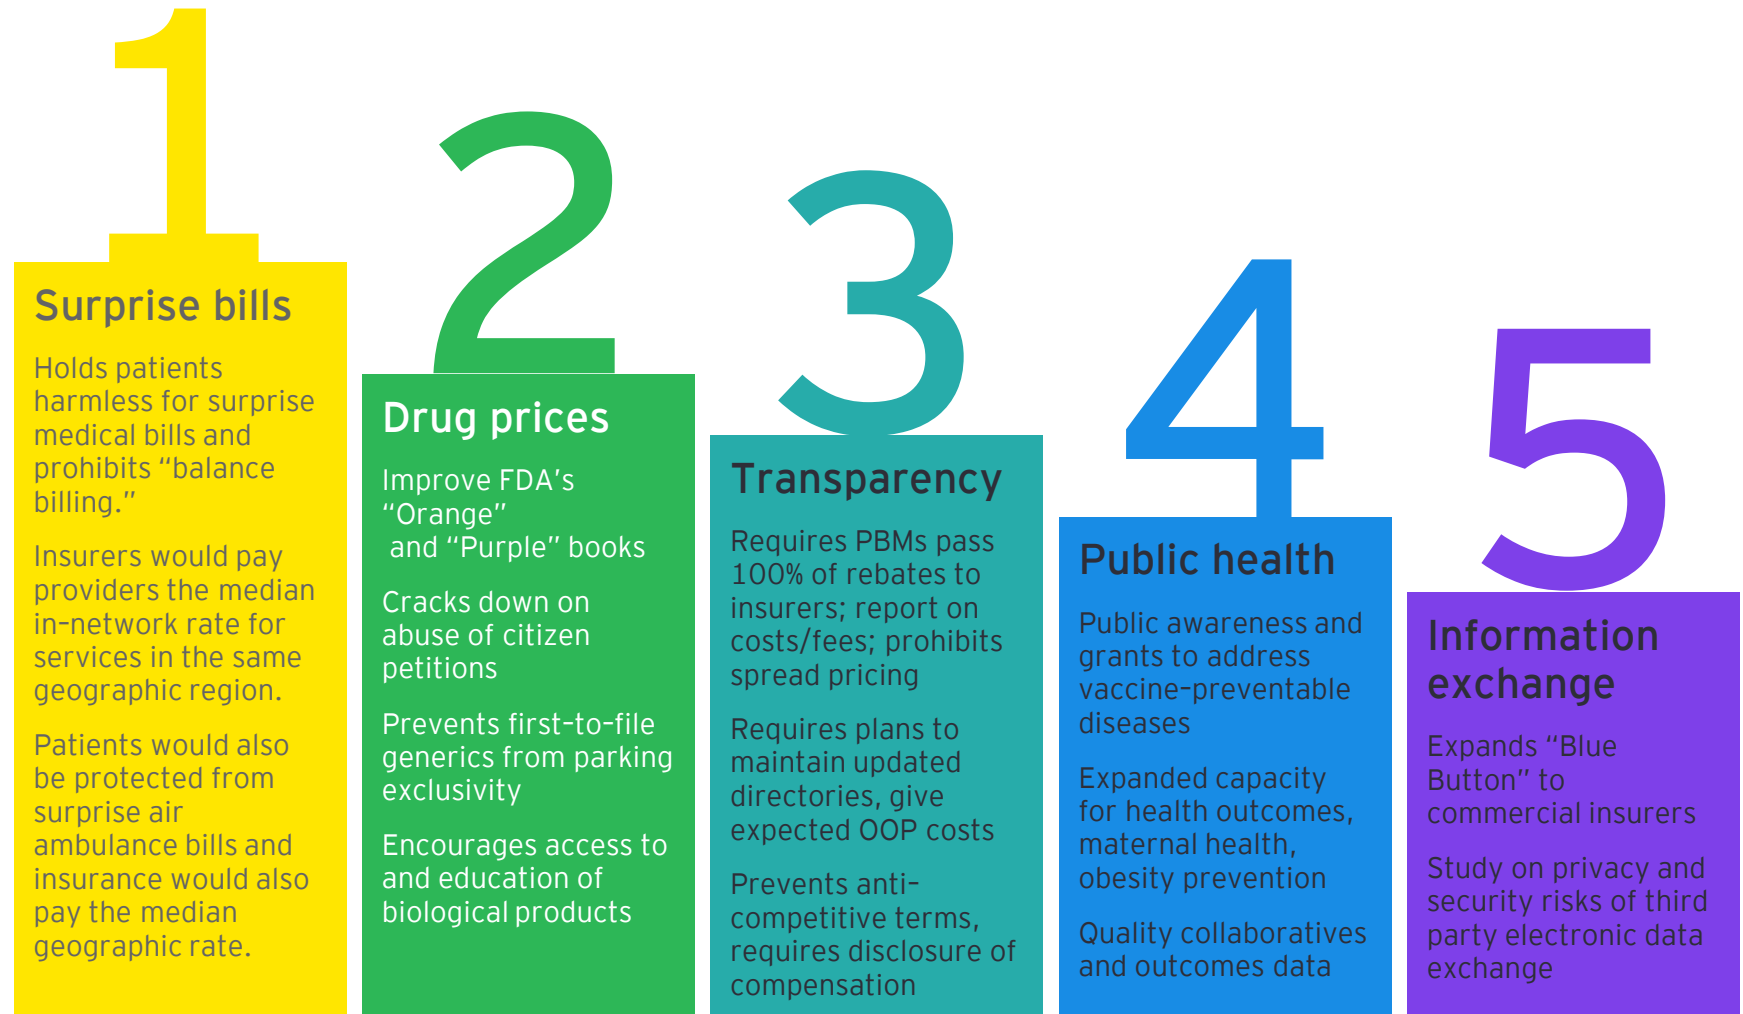 1
Surprise bills
Holds patients
harmless for surprise
medical bills and
prohibits “balance
billing.”
Insurers would pay
providers the median
in-network rate for
services in the same
geographic region.
Patients would also
be protected from
surprise air
ambulance bills and
insurance would also
pay the median
geographic rate.
2
Drug prices
Improve FDA’s
“Orange”
and “Purple” books
Cracks down on
abuse of citizen
petitions
Prevents first-to-file
generics from parking
exclusivity
Encourages access to
and education of
biological products
3
Transparency
Requires PBMs pass
100% of rebates to
insurers; report on
costs/fees; prohibits
spread pricing
Requires plans to
maintain updated
directories, give
expected OOP costs
Prevents anti-
competitive terms,
requires disclosure of
compensation
4
Public health
Public awareness and
grants to address
vaccine-preventable
diseases
Expanded capacity
for health outcomes,
maternal health,
obesity prevention
Quality collaboratives
and outcomes data
5
Information
exchange
Expands “Blue
Button” to
commercial insurers
Study on privacy and
security risks of third
party electronic data
exchange